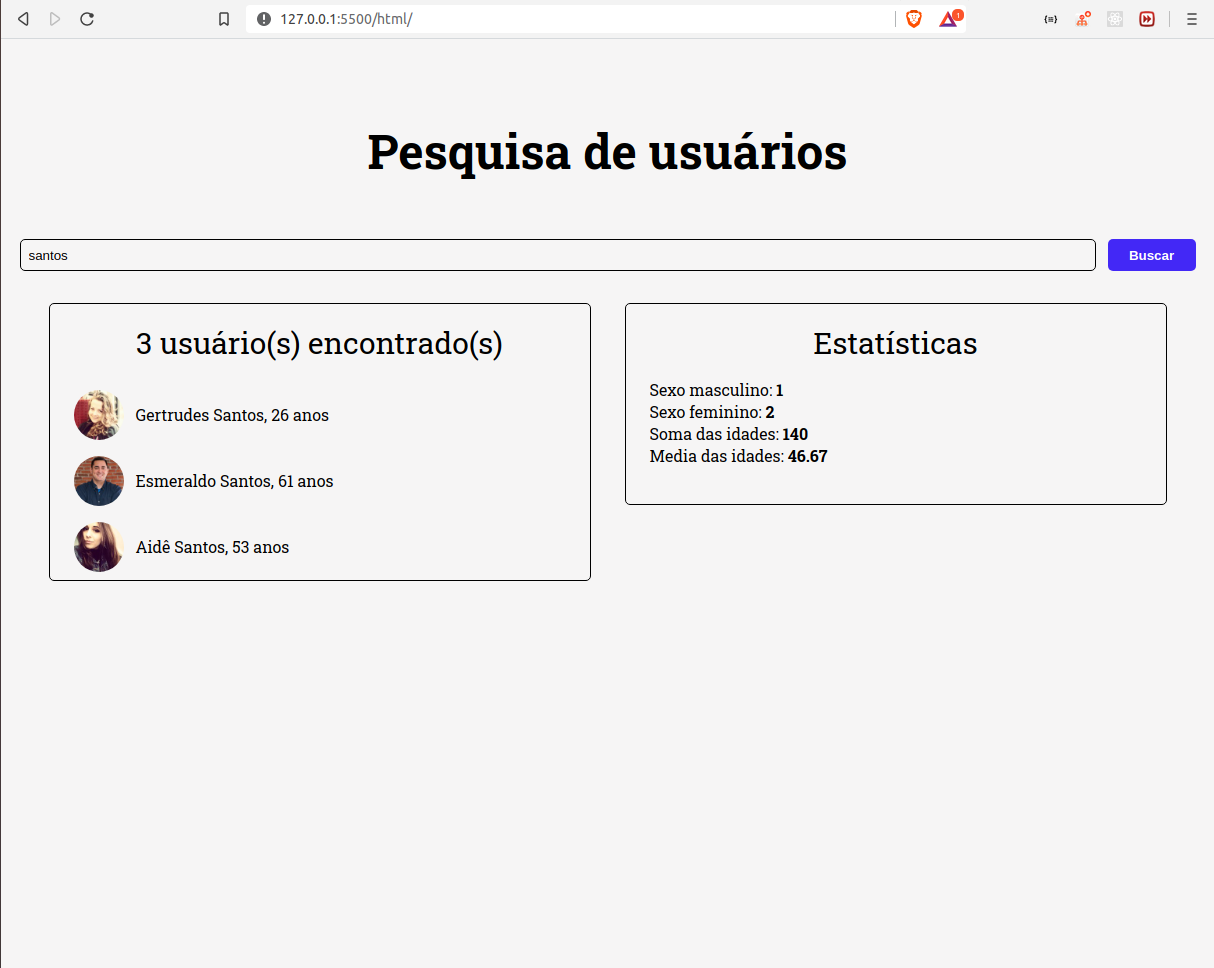 127.0.0.1:5500/html/
1
Pesquisa de usuários
santos
Buscar
3 usuário(s) encontrado(s)
Gertrudes Santos, 26 anos
Esmeraldo Santos, 61 anos
Aidê Santos, 53 anos
Estatísticas
Sexo masculino: 1
Sexo feminino: 2
Soma das idades: 140
Media das idades: 46.67